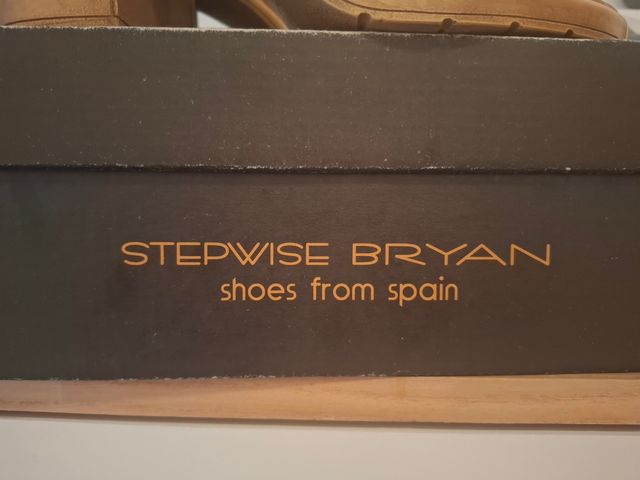 STEPWISE BRYAN
shoes from spain